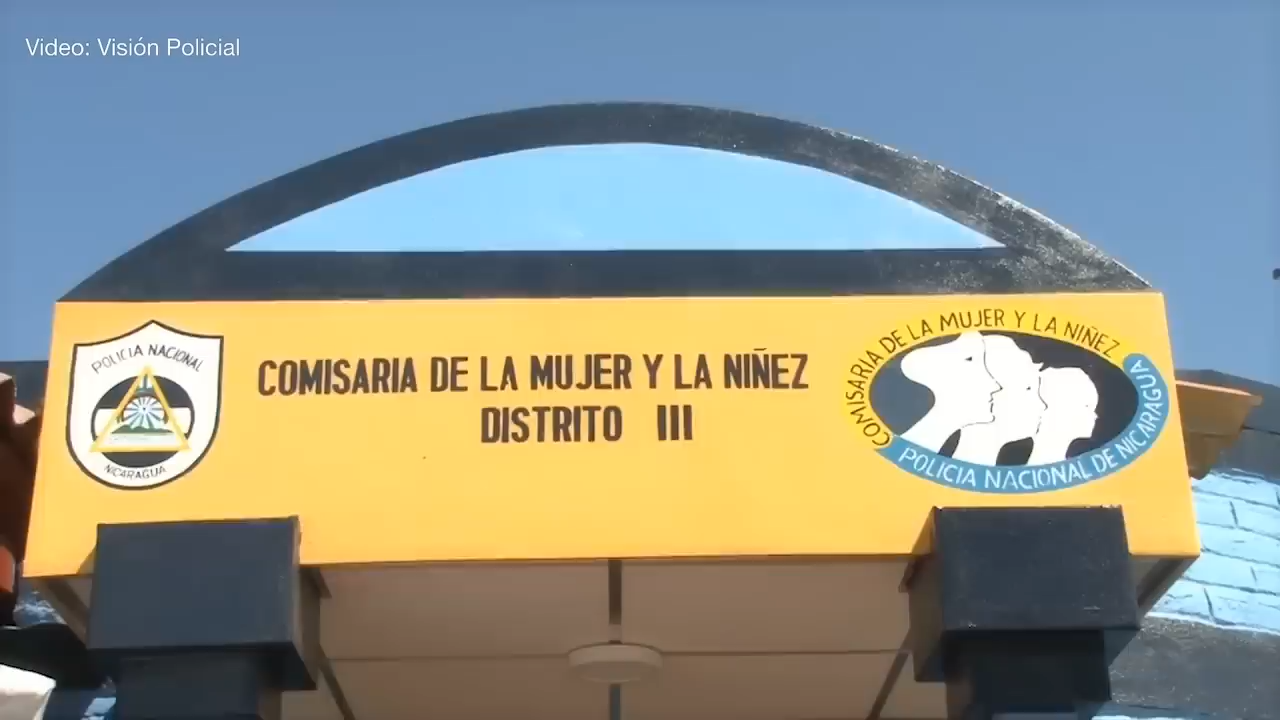 Video: Visión Policial
POLICIA NACIONAL
NICARAGUA
COMISARIA DE LA MUJER Y LA NIÑEZ
DISTRITO III
COMISARIA DE LA MUJER Y LA NIÑEZ
POLICIA NACIONAL DE NICARAGUA